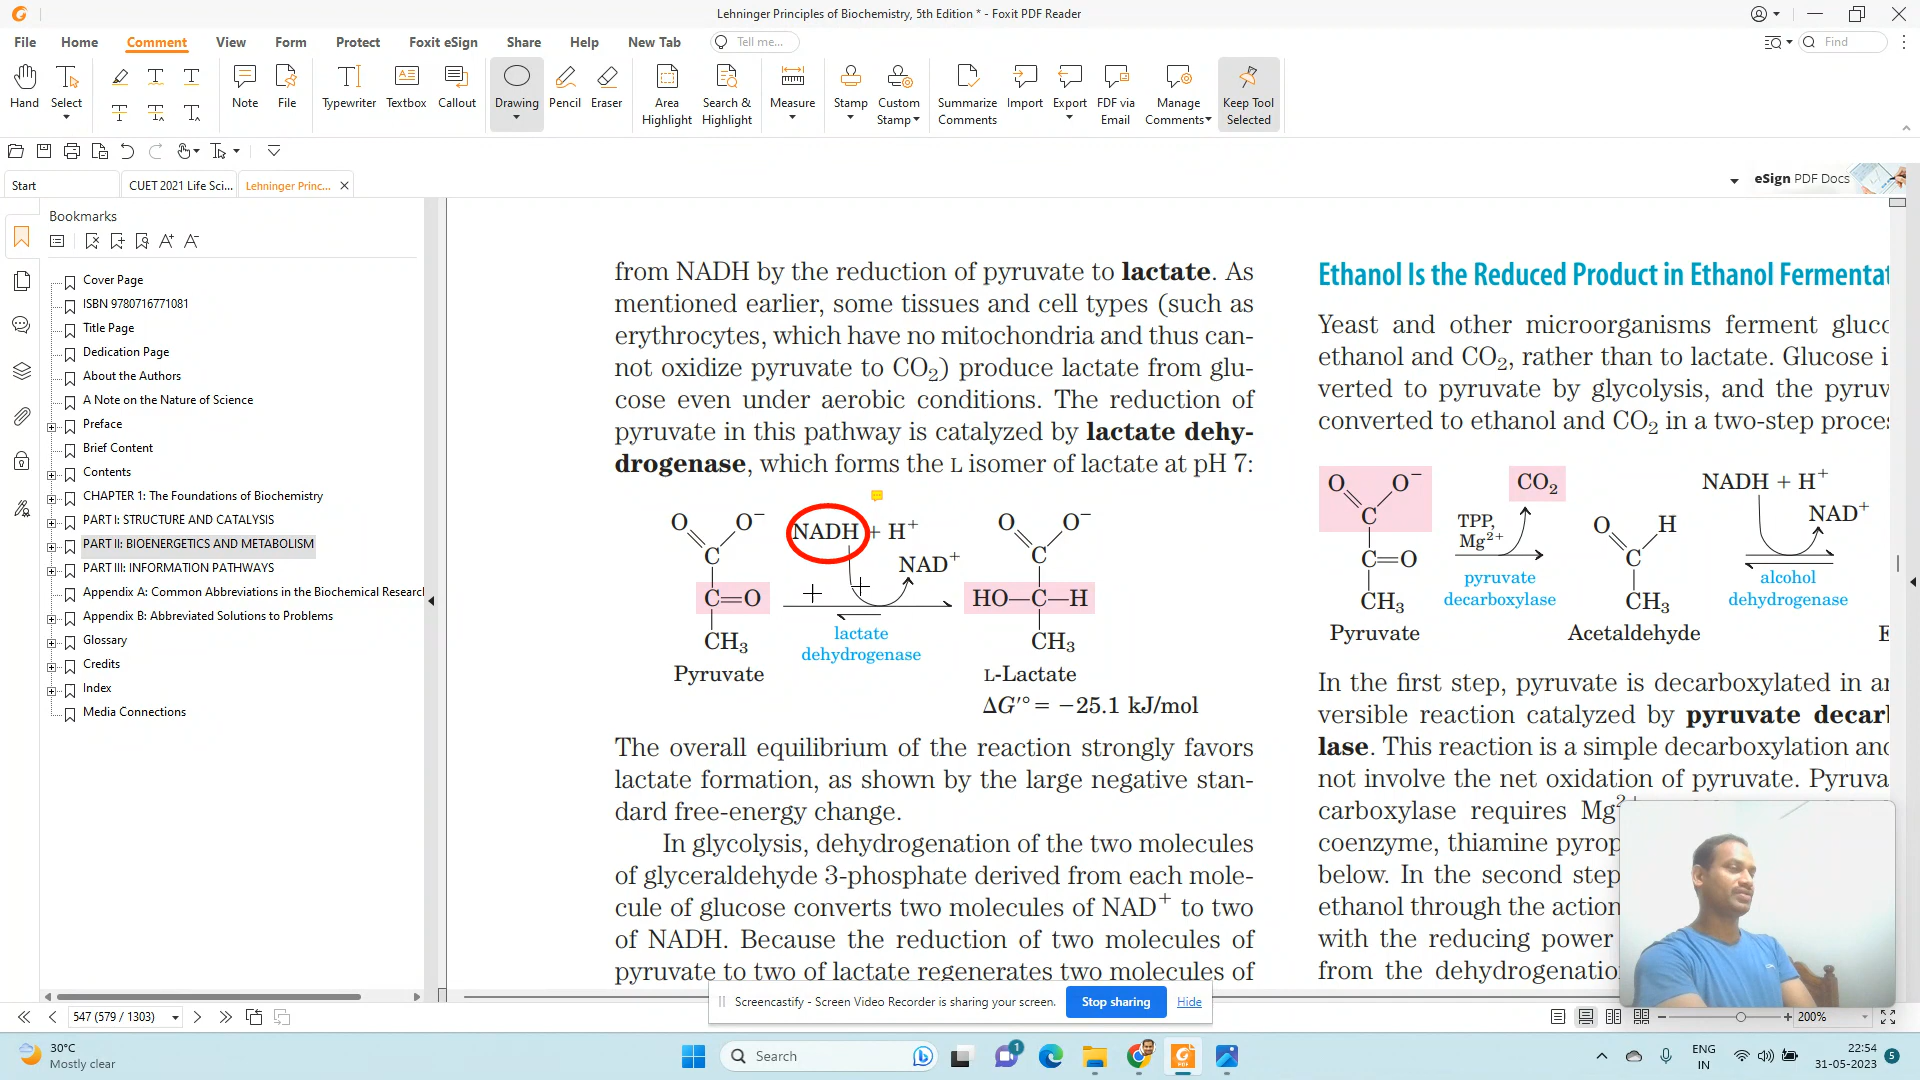 Lehninger Principles of Biochemistry, 5th Edition * - Foxit PDF Reader
File Home Comment View Form Protect Foxit eSign Share Help New Tab Tell me... Find
Hand Select Note File Typewriter Textbox Callout Drawing Pencil Eraser Area Highlight Search & Highlight Measure Stamp Custom Stamp Summarize Comments Import Export FDF via Email Manage Comments Keep Tool Selected
Start CUET 2021 Life Sci... Lehninger Princ... eSign PDF Docs
Bookmarks
Cover Page
ISBN 9780716771081
Title Page
Dedication Page
About the Authors
A Note on the Nature of Science
Preface
Brief Content
Contents
CHAPTER 1: The Foundations of Biochemistry
PART I: STRUCTURE AND CATALYSIS
PART II: BIOENERGETICS AND METABOLISM
PART III: INFORMATION PATHWAYS
Appendix A: Common Abbreviations in the Biochemical Researc
Appendix B: Abbreviated Solutions to Problems
Glossary
Credits
Index
Media Connections
from NADH by the reduction of pyruvate to lactate. As
mentioned earlier, some tissues and cell types (such as
erythrocytes, which have no mitochondria and thus can-
not oxidize pyruvate to CO₂) produce lactate from glu-
cose even under aerobic conditions. The reduction of
pyruvate in this pathway is catalyzed by lactate dehy-
drogenase, which forms the L isomer of lactate at pH 7:
O O⁻ NADH + H⁺ O O⁻
C NAD⁺ C
C=O HO—C—H
CH₃ lactate CH₃
dehydrogenase
Pyruvate L-Lactate
ΔG′° = −25.1 kJ/mol
The overall equilibrium of the reaction strongly favors
lactate formation, as shown by the large negative stan-
dard free-energy change.
In glycolysis, dehydrogenation of the two molecules
of glyceraldehyde 3-phosphate derived from each mole-
cule of glucose converts two molecules of NAD⁺ to two
of NADH. Because the reduction of two molecules of
pyruvate to two of lactate regenerates two molecules of
Ethanol Is the Reduced Product in Ethanol Fermentat
Yeast and other microorganisms ferment gluco
ethanol and CO₂, rather than to lactate. Glucose i
verted to pyruvate by glycolysis, and the pyruv
converted to ethanol and CO₂ in a two-step proces
O O⁻ CO₂ NADH + H⁺
C TPP, Mg²⁺ O H NAD⁺
C=O C
CH₃ pyruvate decarboxylase CH₃ alcohol dehydrogenase
Pyruvate Acetaldehyde E
In the first step, pyruvate is decarboxylated in an
versible reaction catalyzed by pyruvate decar
lase. This reaction is a simple decarboxylation and
not involve the net oxidation of pyruvate. Pyruva
carboxylase requires Mg²⁺
coenzyme, thiamine pyrop
below. In the second step
ethanol through the action
with the reducing power
from the dehydrogenatio
Screencastify - Screen Video Recorder is sharing your screen. Stop sharing Hide
547 (579 / 1303) 200%
30°C
Mostly clear
Search
1
ENG
IN
22:54
31-05-2023
5